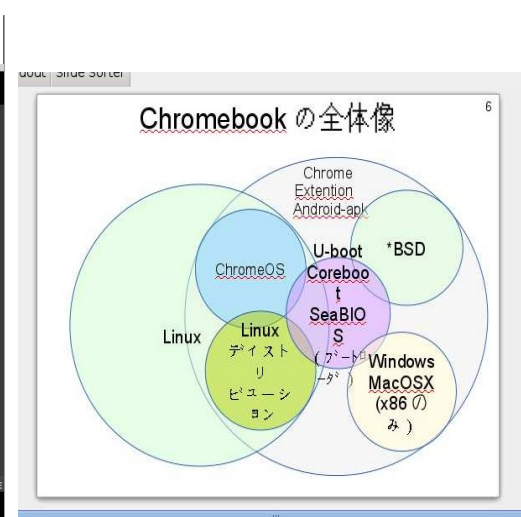 Slide Sorter
Chromebook の全体像
6
Chrome
Extention
Android-apk
U-boot
Coreboo
t
SeaBIO
S
(ブートロ
ーダ)
*BSD
ChromeOS
Linux
Linux
ディスト
リ
ビューシ
ョン
Windows
MacOSX
(x86 の
み)